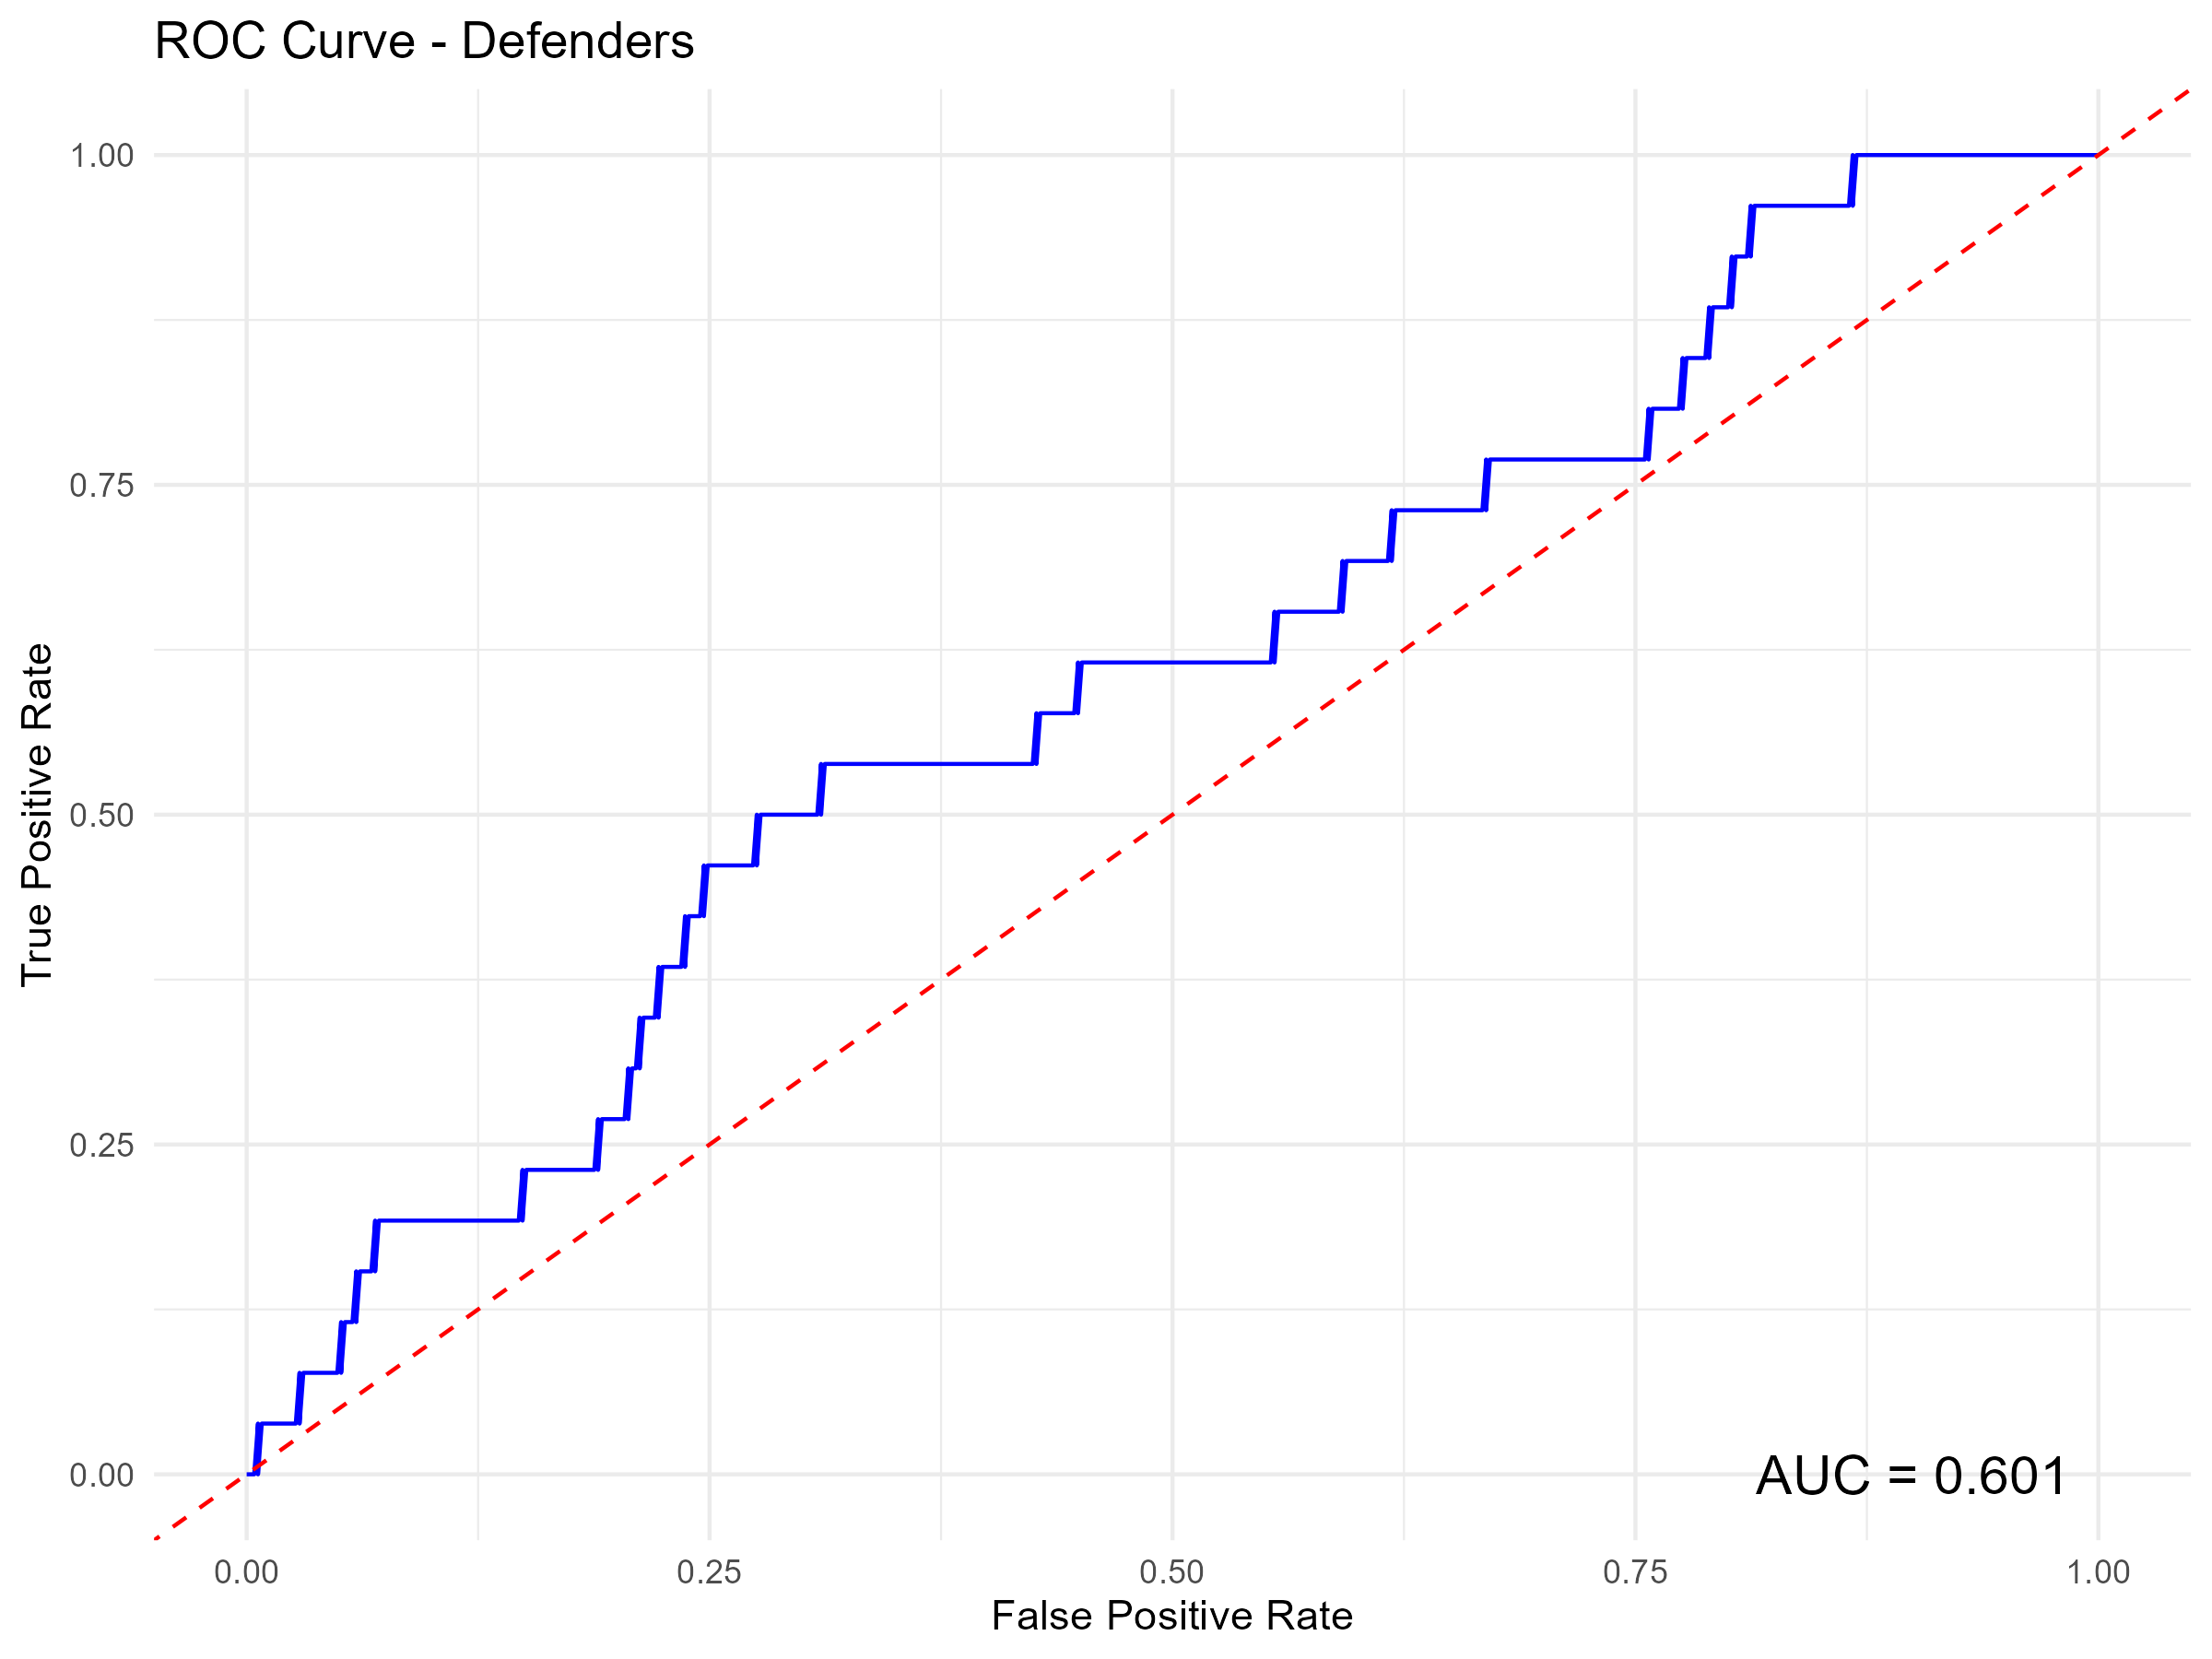 ROC Curve - Defenders
True Positive Rate
1.00
0.75
0.50
0.25
0.00
AUC = 0.601
0.00 0.25 0.50 0.75 1.00
False Positive Rate